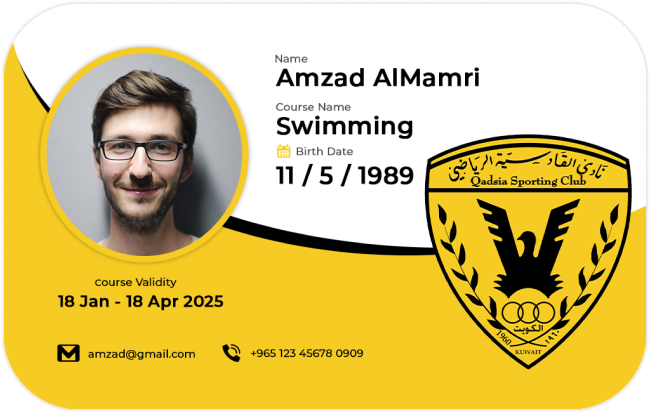 Name
Amzad AlMamri
Course Name
Swimming
Birth Date
11 / 5 / 1989
نادي القادسية الرياضي
Qadsia Sporting Club
الكويت
1960
١٩٦٠
KUWAIT
course Validity
18 Jan - 18 Apr 2025
amzad@gmail.com
+965 123 45678 0909